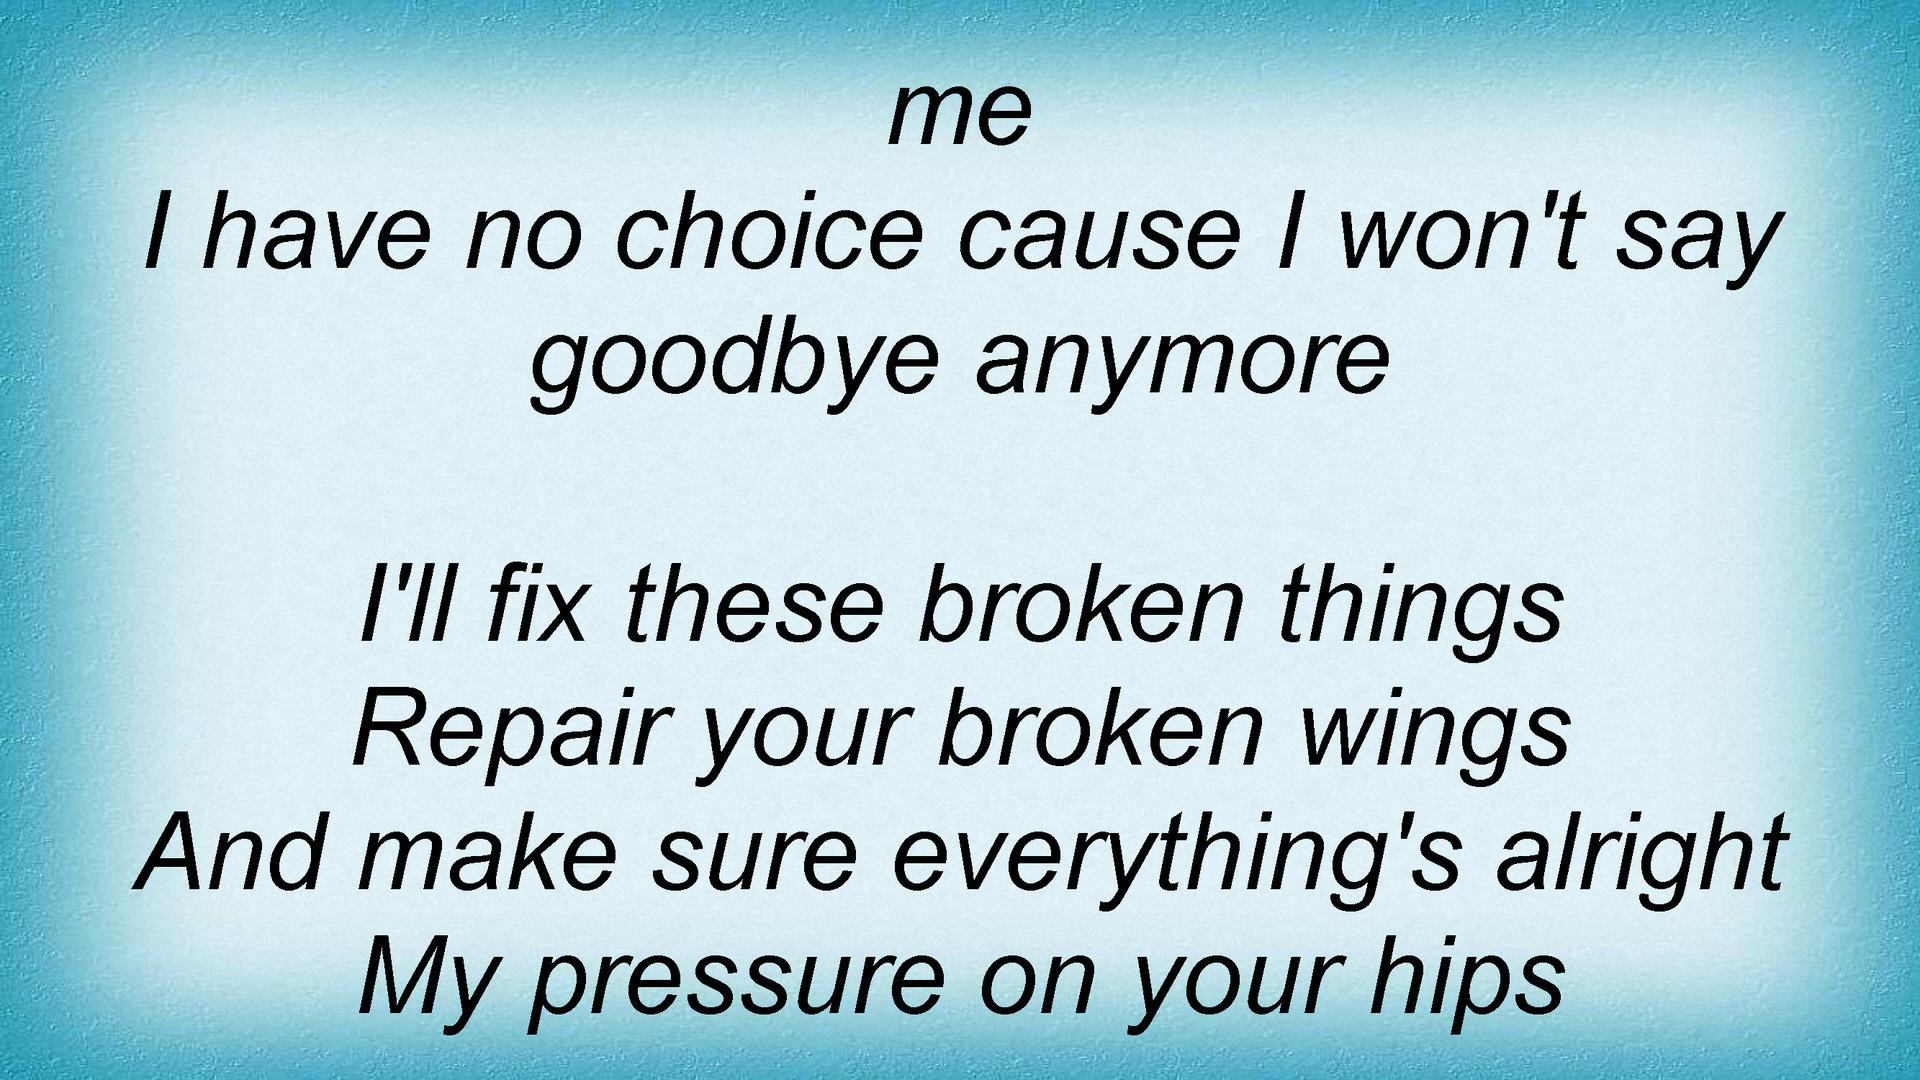 me
I have no choice cause I won't say
goodbye anymore
I'll fix these broken things
Repair your broken wings
And make sure everything's alright
My pressure on your hips